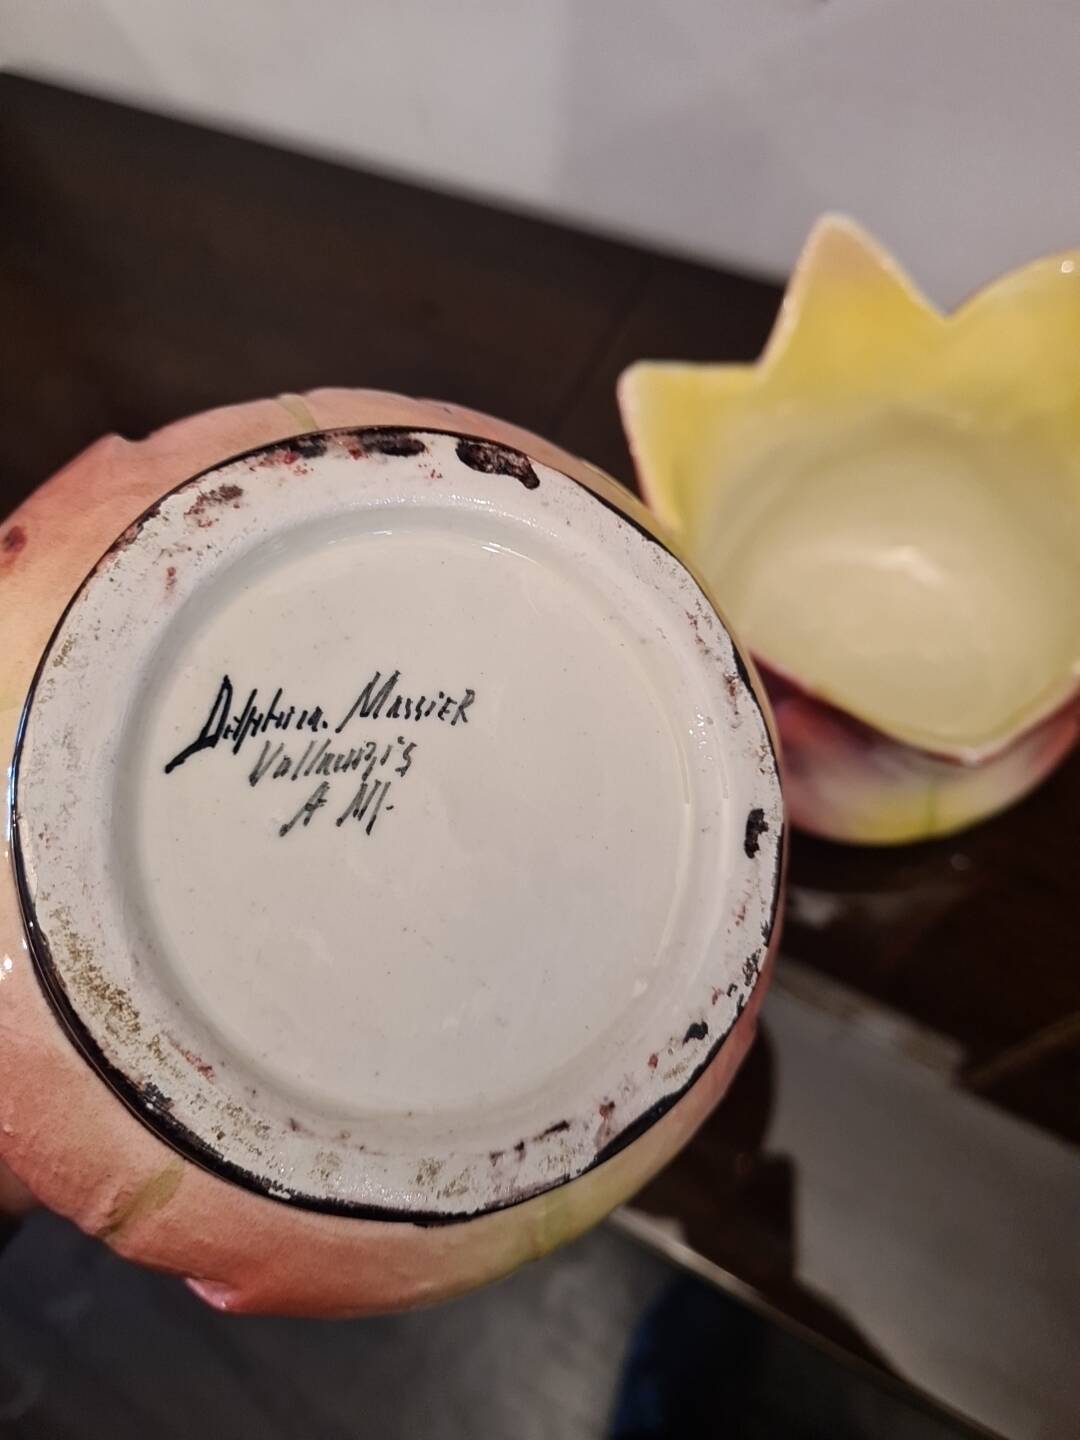 Delphin. Massier
Vallauris
A M.